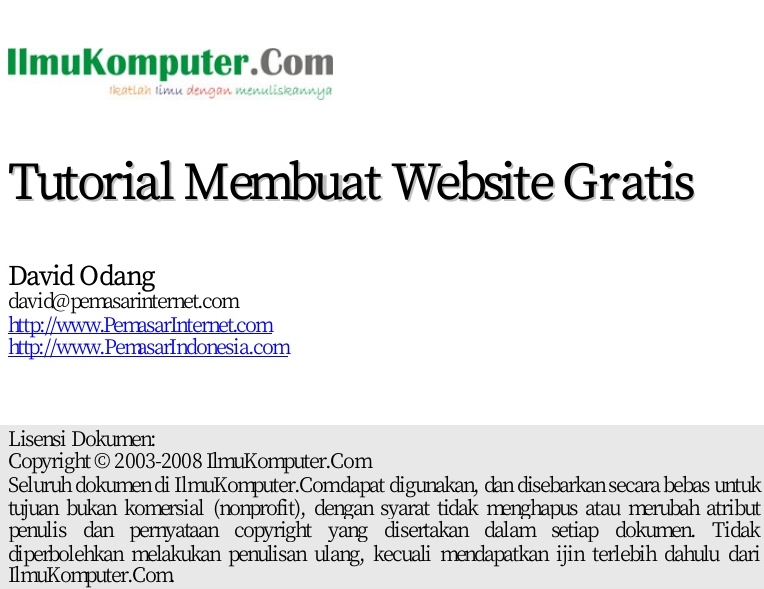 IlmuKomputer.Com
Ikatlah Ilmu dengan menuliskannya
Tutorial Membuat Website Gratis
David Odang
david@pemasarinternet.com
http://www.PemasarInternet.com
http://www.PemasarIndonesia.com
Lisensi Dokumen:
Copyright © 2003-2008 IlmuKomputer.Com
Seluruh dokumen di IlmuKomputer.Com dapat digunakan, dan disebarkan secara bebas untuk
tujuan bukan komersial (nonprofit), dengan syarat tidak menghapus atau merubah atribut
penulis dan pernyataan copyright yang disertakan dalam setiap dokumen. Tidak
diperbolehkan melakukan penulisan ulang, kecuali mendapatkan ijin terlebih dahulu dari
IlmuKomputer.Com.